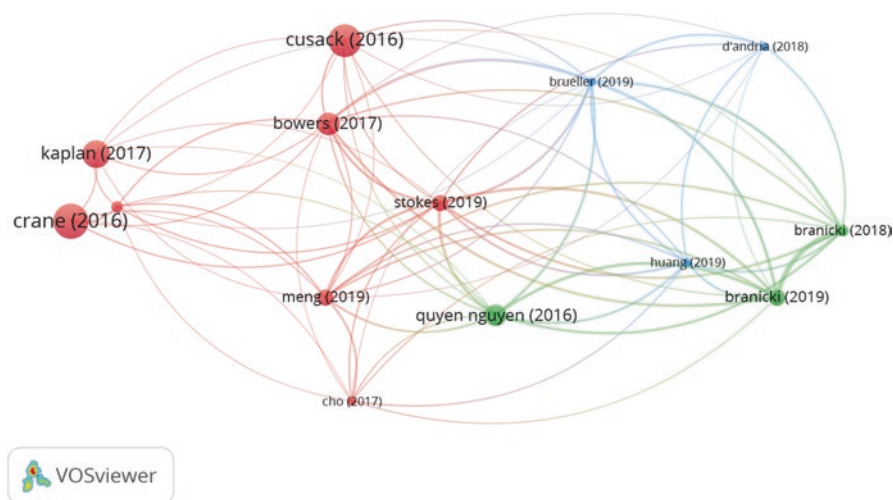 cusack (2016)
d'andria (2018)
brueller (2019)
bowers (2017)
kaplan (2017)
stokes (2019)
crane (2016)
branicki (2018)
huang (2019)
meng (2019)
branicki (2019)
quyen nguyen (2016)
cho (2017)
VOSviewer